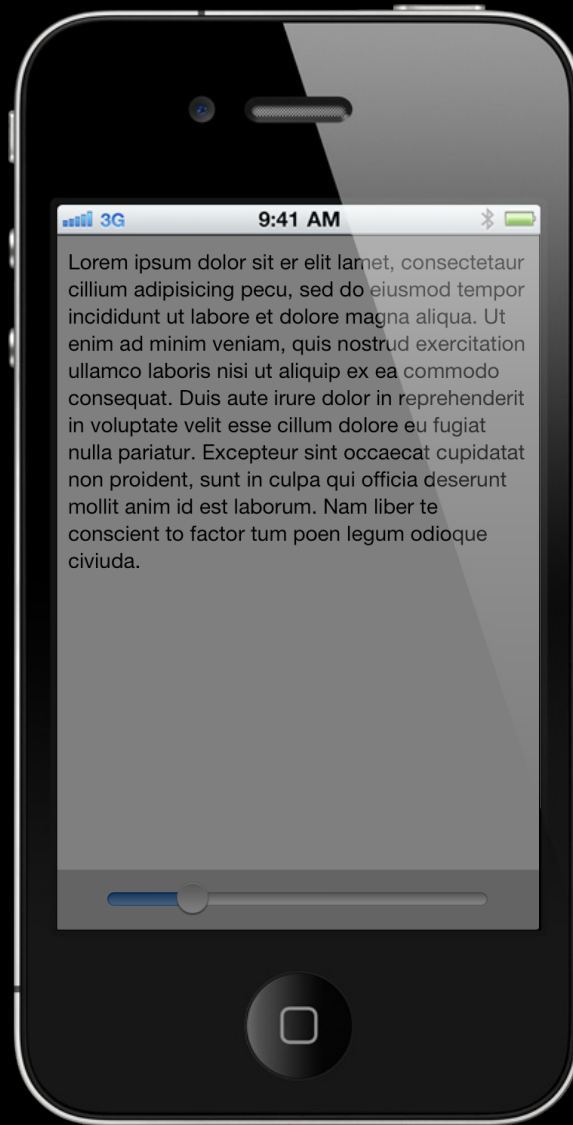 3G 9:41 AM
Lorem ipsum dolor sit er elit lamet, consectetaur
cillium adipisicing pecu, sed do eiusmod tempor
incididunt ut labore et dolore magna aliqua. Ut
enim ad minim veniam, quis nostrud exercitation
ullamco laboris nisi ut aliquip ex ea commodo
consequat. Duis aute irure dolor in reprehenderit
in voluptate velit esse cillum dolore eu fugiat
nulla pariatur. Excepteur sint occaecat cupidatat
non proident, sunt in culpa qui officia deserunt
mollit anim id est laborum. Nam liber te
conscient to factor tum poen legum odioque
civiuda.